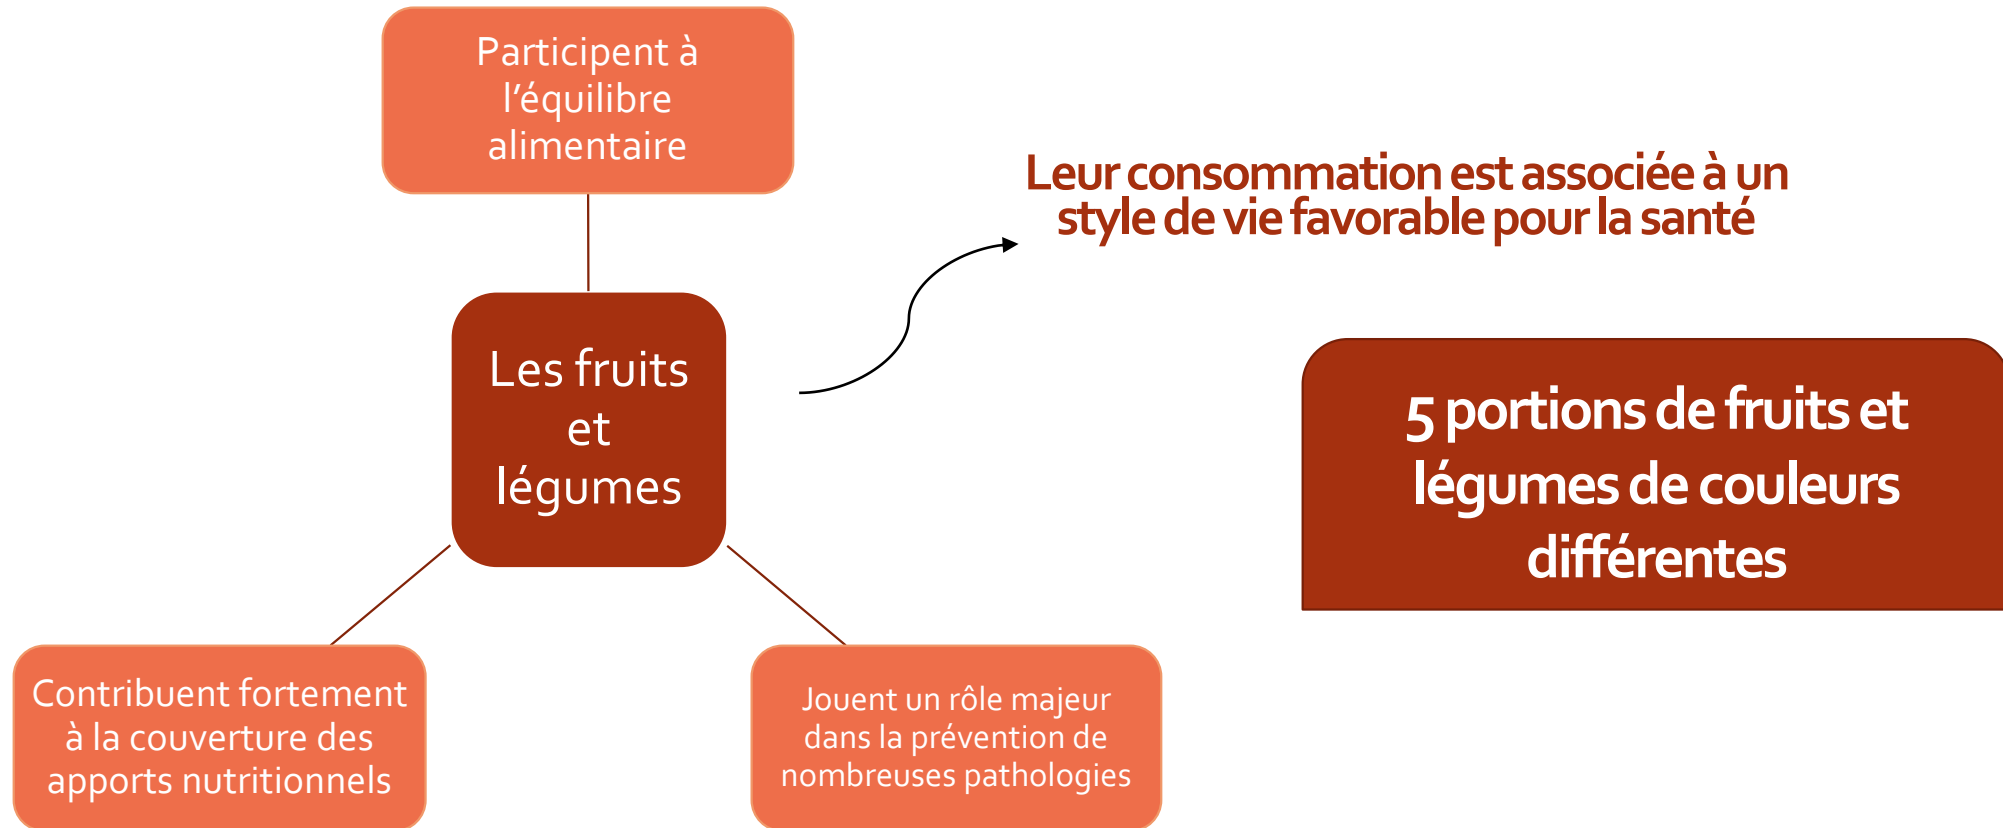 Participent à
l’équilibre
alimentaire
Leur consommation est associée à un
style de vie favorable pour la santé
Les fruits
et
légumes
5 portions de fruits et
légumes de couleurs
différentes
Contribuent fortement
à la couverture des
apports nutritionnels
Jouent un rôle majeur
dans la prévention de
nombreuses pathologies